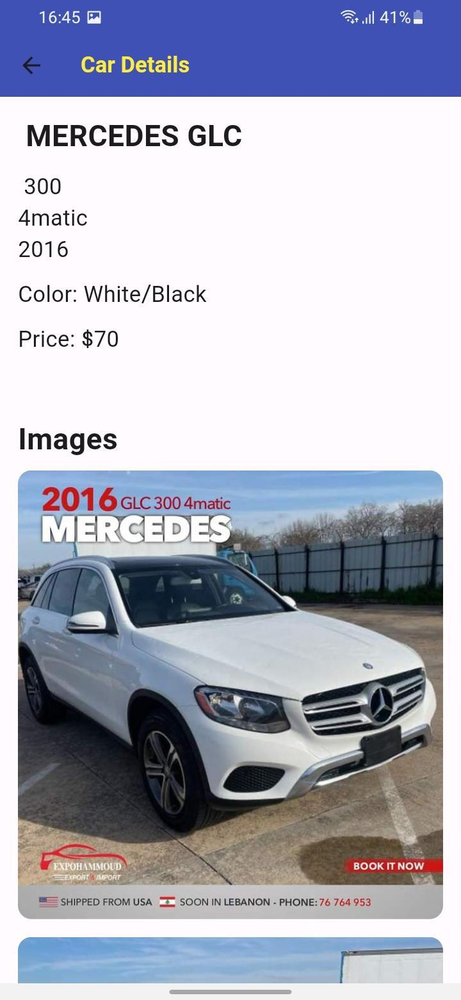 16:45
41%
Car Details
MERCEDES GLC
300
4matic
2016
Color: White/Black
Price: $70
Images
2016 GLC 300 4matic
MERCEDES
EXPOHAMMOUD
EXPORT & IMPORT
BOOK IT NOW
SHIPPED FROM USA SOON IN LEBANON - PHONE: 76 764 953